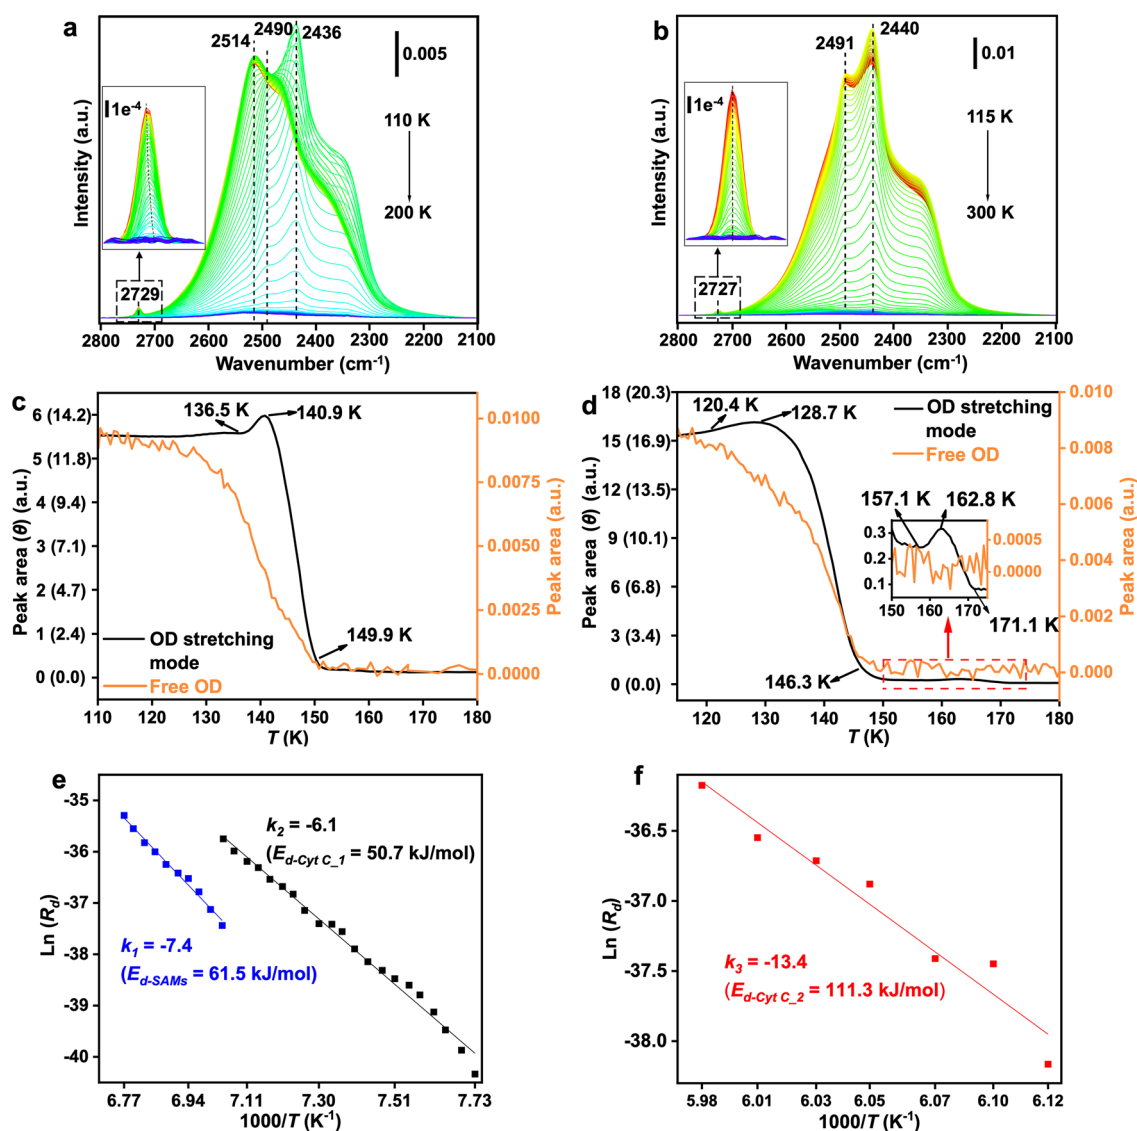 a
2514
2490
2436
0.005
1e-4
110 K
200 K
2729
Intensity (a.u.)
2800 2700 2600 2500 2400 2300 2200 2100
Wavenumber (cm-1)
b
2491
2440
0.01
1e-4
115 K
300 K
2727
Intensity (a.u.)
2800 2700 2600 2500 2400 2300 2200 2100
Wavenumber (cm-1)
c
6 (14.2)
5 (11.8)
4 (9.4)
3 (7.1)
2 (4.7)
1 (2.4)
0 (0.0)
Peak area (θ) (a.u.)
136.5 K
140.9 K
149.9 K
OD stretching
mode
Free OD
0.0100
0.0075
0.0050
0.0025
0.0000
Peak area (a.u.)
110 120 130 140 150 160 170 180
T (K)
d
18 (20.3)
15 (16.9)
12 (13.5)
9 (10.1)
6 (6.8)
3 (3.4)
0 (0.0)
Peak area (θ) (a.u.)
120.4 K
128.7 K
OD stretching
mode
Free OD
157.1 K
162.8 K
0.3
0.2
0.1
0.0005
0.0000
150 160 170
171.1 K
146.3 K
0.010
0.008
0.006
0.004
0.002
0.000
Peak area (a.u.)
120 130 140 150 160 170 180
T (K)
e
-35
-36
-37
-38
-39
-40
Ln (Rd)
k2 = -6.1
(Ed-Cyt C_1 = 50.7 kJ/mol)
k1 = -7.4
(Ed-SAMs = 61.5 kJ/mol)
6.77 6.94 7.11 7.30 7.51 7.73
1000/T (K-1)
f
-36.5
-37.0
-37.5
-38.0
Ln (Rd)
k3 = -13.4
(Ed-Cyt C_2 = 111.3 kJ/mol)
5.98 6.01 6.03 6.05 6.07 6.10 6.12
1000/T (K-1)